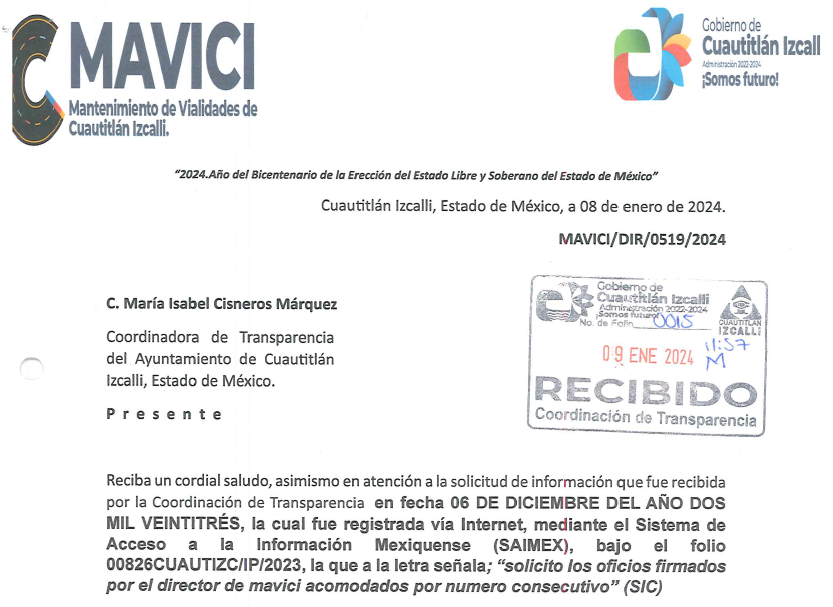 MAVICI
Mantenimiento de Vialidades de
Cuautitlán Izcalli.
Gobierno de
Cuautitlán Izcall
Administración 2022-2024
¡Somos futuro!
“2024.Año del Bicentenario de la Erección del Estado Libre y Soberano del Estado de México”
Cuautitlán Izcalli, Estado de México, a 08 de enero de 2024.
MAVICI/DIR/0519/2024
Gobierno de
Cuautitlán Izcalli
Administración 2022-2024
¡Somos futuro!
No. de Folio 0015
CUAUTITLÁN
IZCALLI
09 ENE 2024
11:57
M
RECIBIDO
Coordinación de Transparencia
C. María Isabel Cisneros Márquez
Coordinadora de Transparencia
del Ayuntamiento de Cuautitlán
Izcalli, Estado de México.
P r e s e n t e
Reciba un cordial saludo, asimismo en atención a la solicitud de información que fue recibida
por la Coordinación de Transparencia en fecha 06 DE DICIEMBRE DEL AÑO DOS
MIL VEINTITRÉS, la cual fue registrada vía Internet, mediante el Sistema de
Acceso a la Información Mexiquense (SAIMEX), bajo el folio
00826CUAUTIZC/IP/2023, la que a la letra señala; “solicito los oficios firmados
por el director de mavici acomodados por numero consecutivo” (SIC)